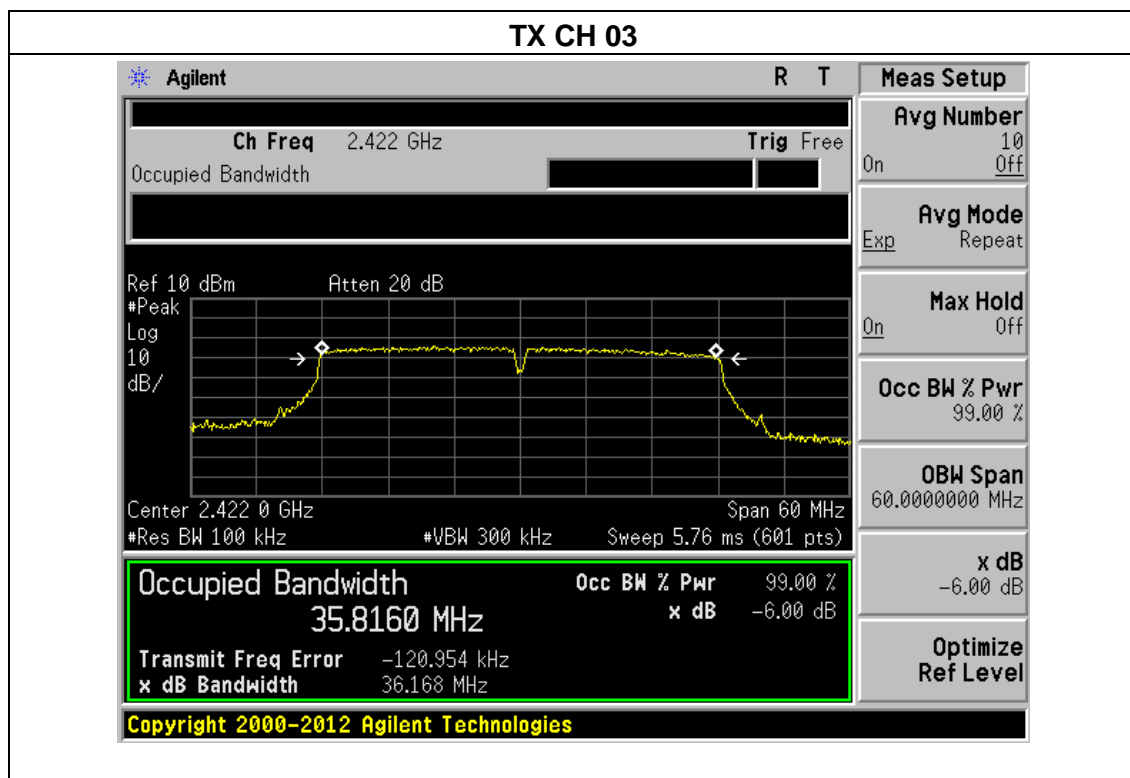 TX CH 03
Agilent R T
Ch Freq 2.422 GHz Trig Free
Occupied Bandwidth
Ref 10 dBm Atten 20 dB
#Peak
Log
10
dB/
Center 2.422 0 GHz Span 60 MHz
#Res BW 100 kHz #VBW 300 kHz Sweep 5.76 ms (601 pts)
Occupied Bandwidth Occ BW % Pwr 99.00 %
35.8160 MHz x dB -6.00 dB
Transmit Freq Error -120.954 kHz
x dB Bandwidth 36.168 MHz
Copyright 2000-2012 Agilent Technologies
Meas Setup
Avg Number
10
On Off
Avg Mode
Exp Repeat
Max Hold
On Off
Occ BW % Pwr
99.00 %
OBW Span
60.0000000 MHz
x dB
-6.00 dB
Optimize
Ref Level